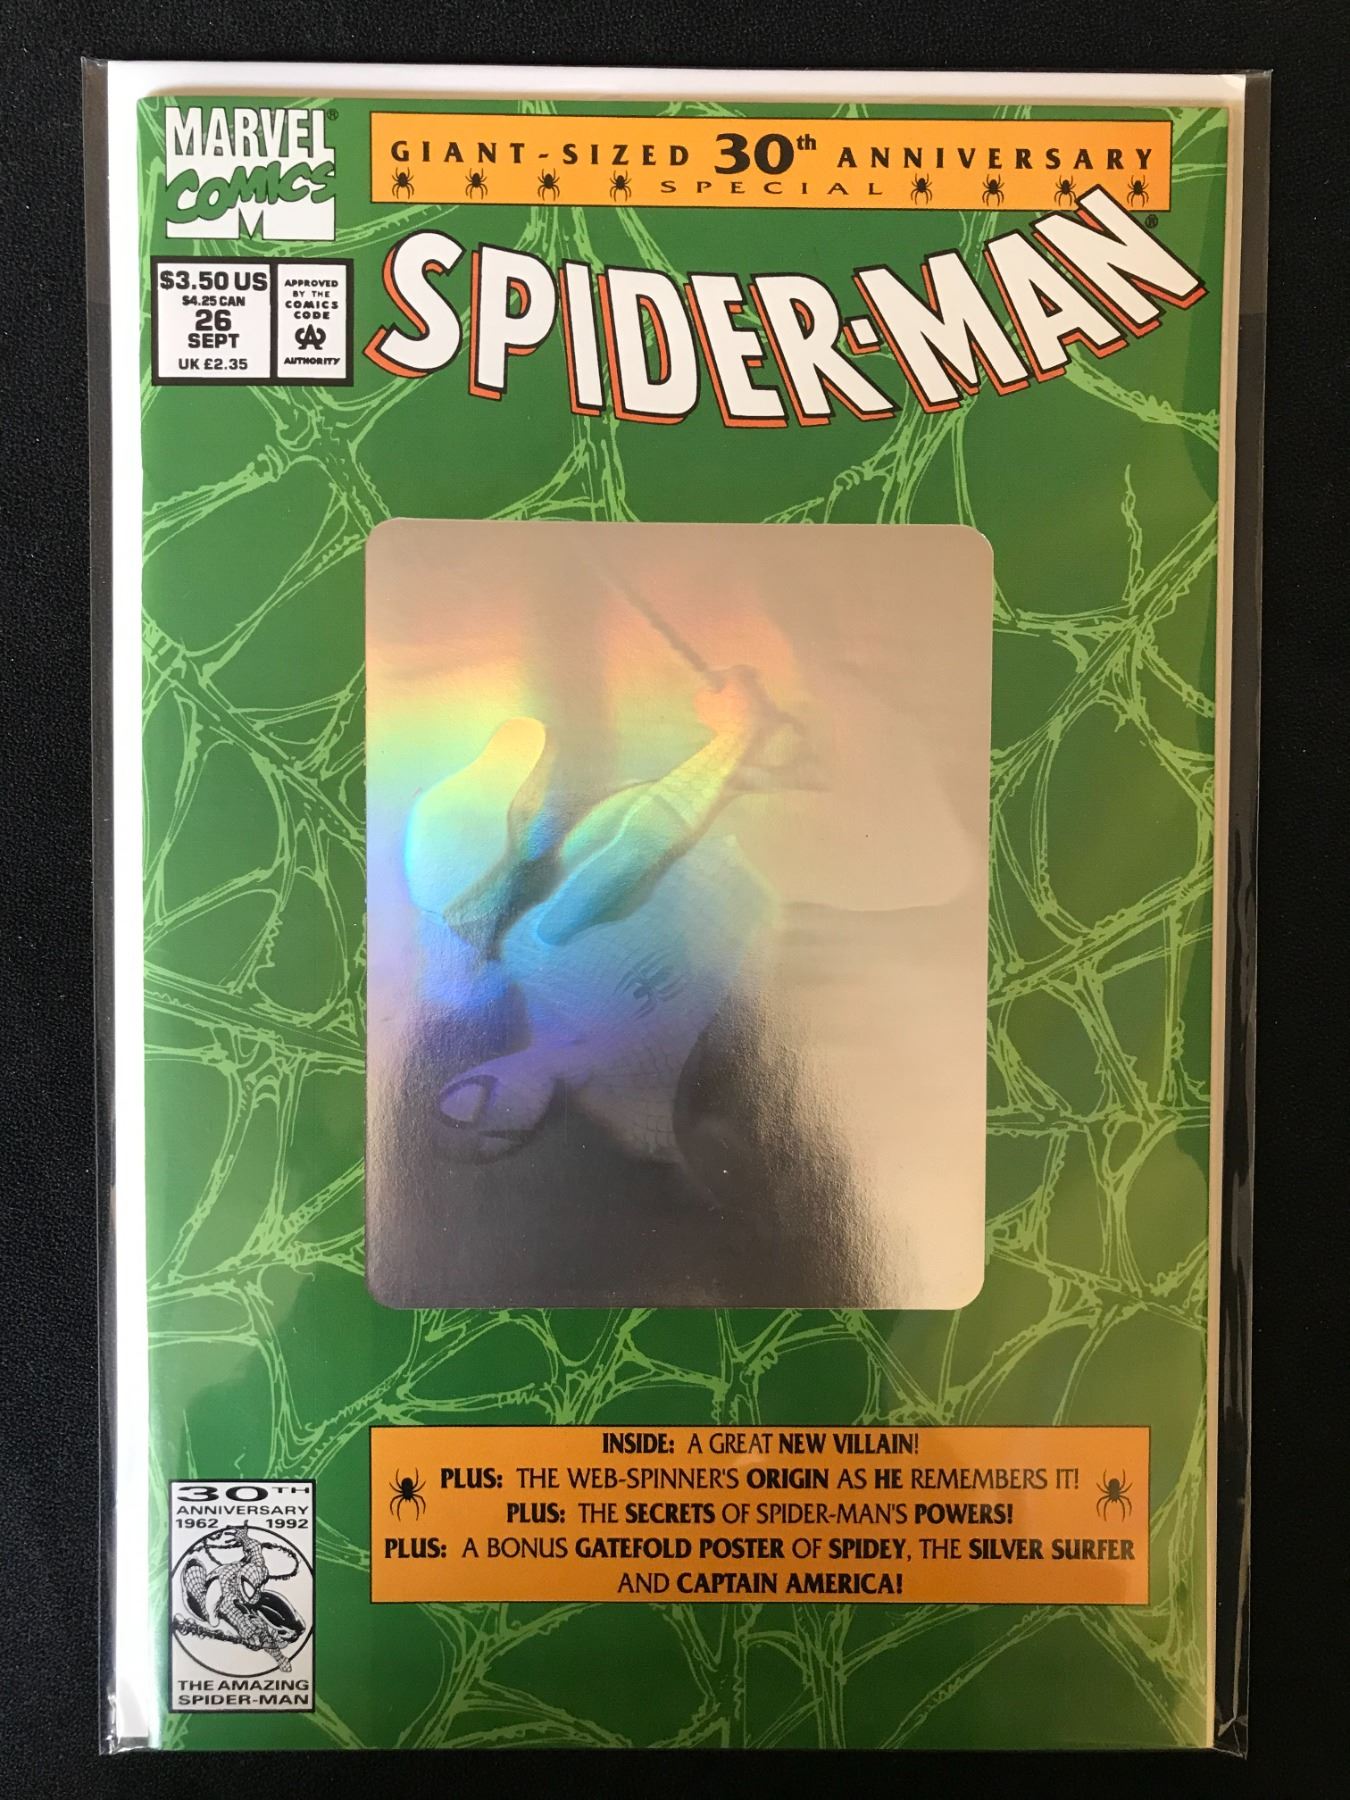 MARVEL®
COMICS
M
GIANT-SIZED 30th ANNIVERSARY
SPECIAL
SPIDER-MAN®
$3.50 US
$4.25 CAN
26
SEPT
UK £2.35
APPROVED
BY THE
COMICS
CODE
CA
AUTHORITY
INSIDE: A GREAT NEW VILLAIN!
PLUS: THE WEB-SPINNER'S ORIGIN AS HE REMEMBERS IT!
PLUS: THE SECRETS OF SPIDER-MAN'S POWERS!
PLUS: A BONUS GATEFOLD POSTER OF SPIDEY, THE SILVER SURFER
AND CAPTAIN AMERICA!
30TH
ANNIVERSARY
1962 1992
THE AMAZING
SPIDER-MAN